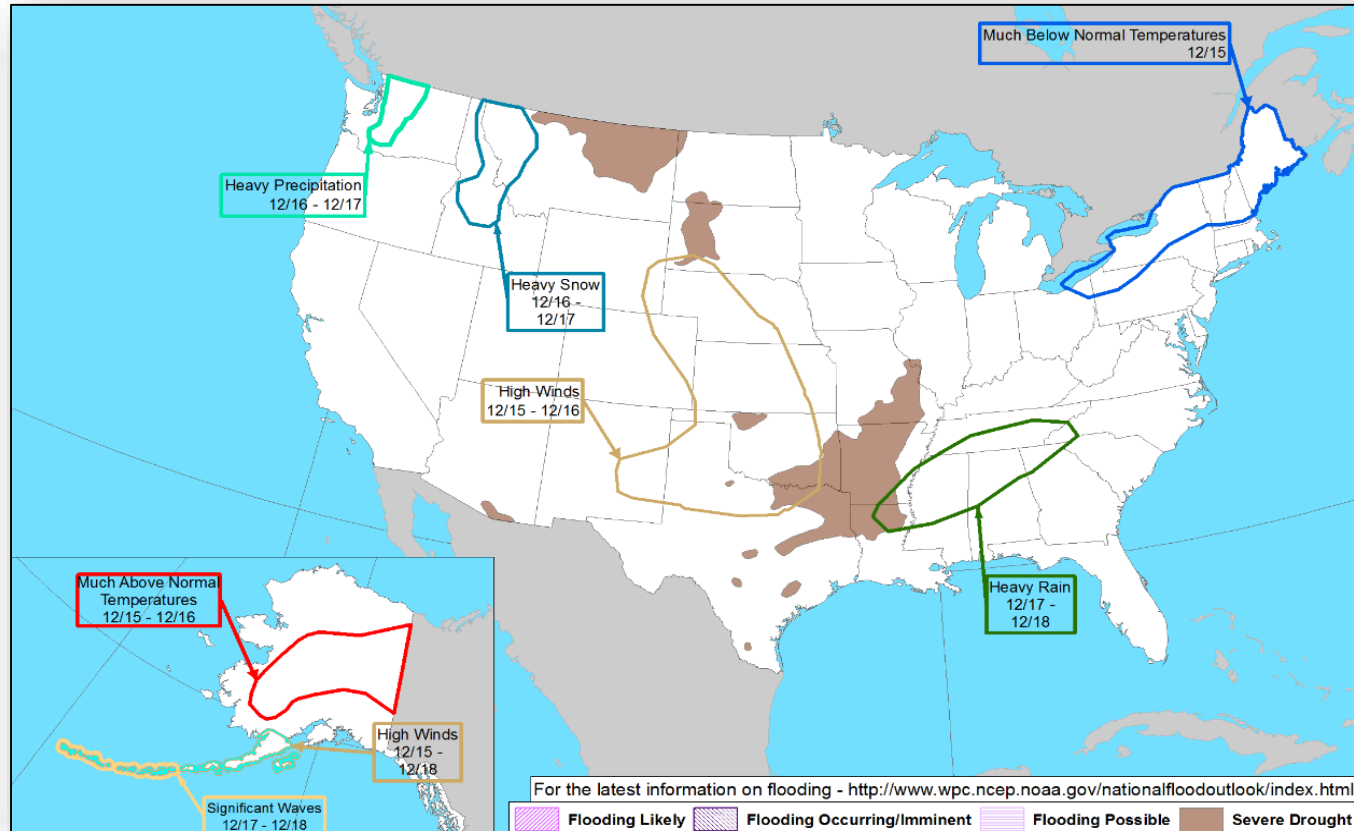 Much Below Normal Temperatures
12/15
Heavy Precipitation
12/16 - 12/17
Heavy Snow
12/16 -
12/17
High Winds
12/15 - 12/16
Heavy Rain
12/17 -
12/18
Much Above Normal
Temperatures
12/15 - 12/16
High Winds
12/15 -
12/18
Significant Waves
12/17 - 12/18
For the latest information on flooding - http://www.wpc.ncep.noaa.gov/nationalfloodoutlook/index.html
Flooding Likely Flooding Occurring/Imminent Flooding Possible Severe Drought